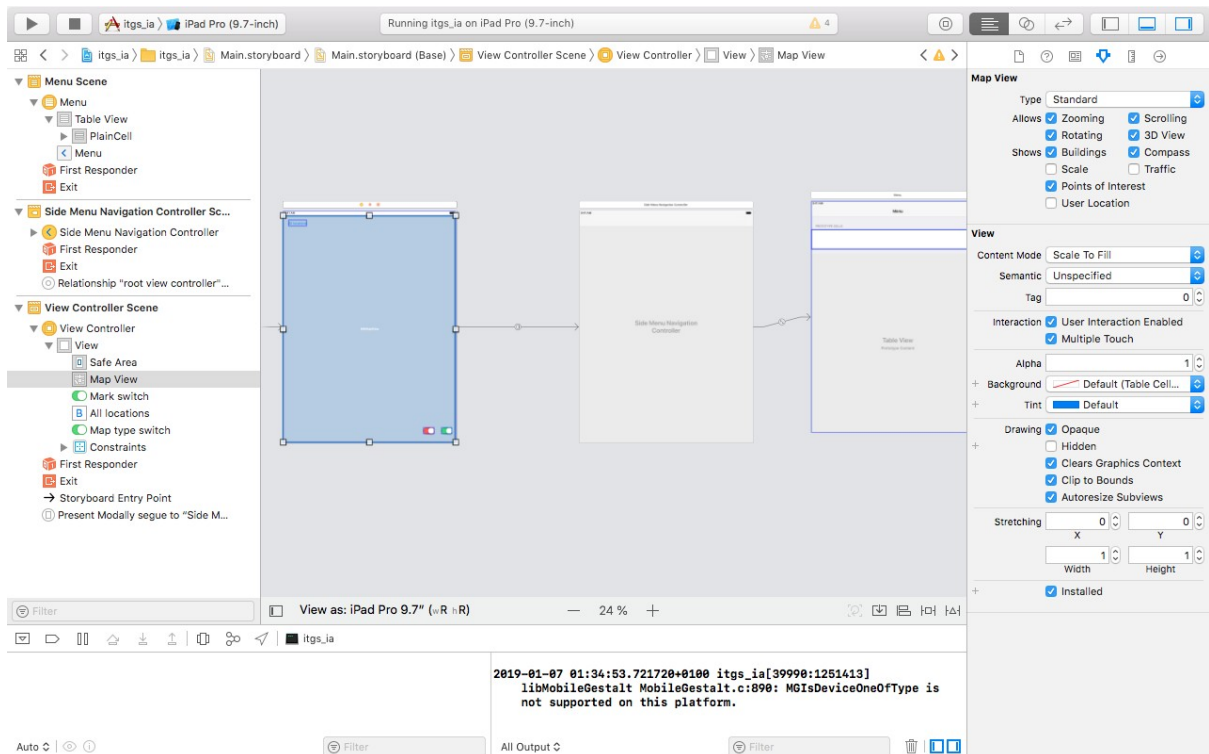 itgs_ia 〉 iPad Pro (9.7-inch)
Running itgs_ia on iPad Pro (9.7-inch)
4
itgs_ia 〉 itgs_ia 〉 Main.storyboard 〉 Main.storyboard (Base) 〉 View Controller Scene 〉 View Controller 〉 View 〉 Map View
Menu Scene
Menu
Table View
PlainCell
Menu
First Responder
Exit
Side Menu Navigation Controller Sc...
Side Menu Navigation Controller
First Responder
Exit
Relationship "root view controller"...
View Controller Scene
View Controller
View
Safe Area
Map View
Mark switch
B All locations
Map type switch
Constraints
First Responder
Exit
Storyboard Entry Point
Present Modally segue to "Side M...
Filter
Side Menu Navigation Controller
Side Menu Navigation
Controller
Menu
Menu
Table View
Prototype Content
View as: iPad Pro 9.7" (wR hR)
— 24 % +
Map View
Type Standard
Allows Zooming Scrolling
Rotating 3D View
Shows Buildings Compass
Scale Traffic
Points of Interest
User Location
View
Content Mode Scale To Fill
Semantic Unspecified
Tag 0
Interaction User Interaction Enabled
Multiple Touch
Alpha 1
+ Background Default (Table Cell...
+ Tint Default
Drawing Opaque
+ Hidden
Clears Graphics Context
Clip to Bounds
Autoresize Subviews
Stretching 0 0
X Y
1 1
Width Height
+ Installed
itgs_ia
2019-01-07 01:34:53.721720+0100 itgs_ia[39990:1251413]
libMobileGestalt MobileGestalt.c:890: MGIsDeviceOneOfType is
not supported on this platform.
Auto
Filter
All Output
Filter